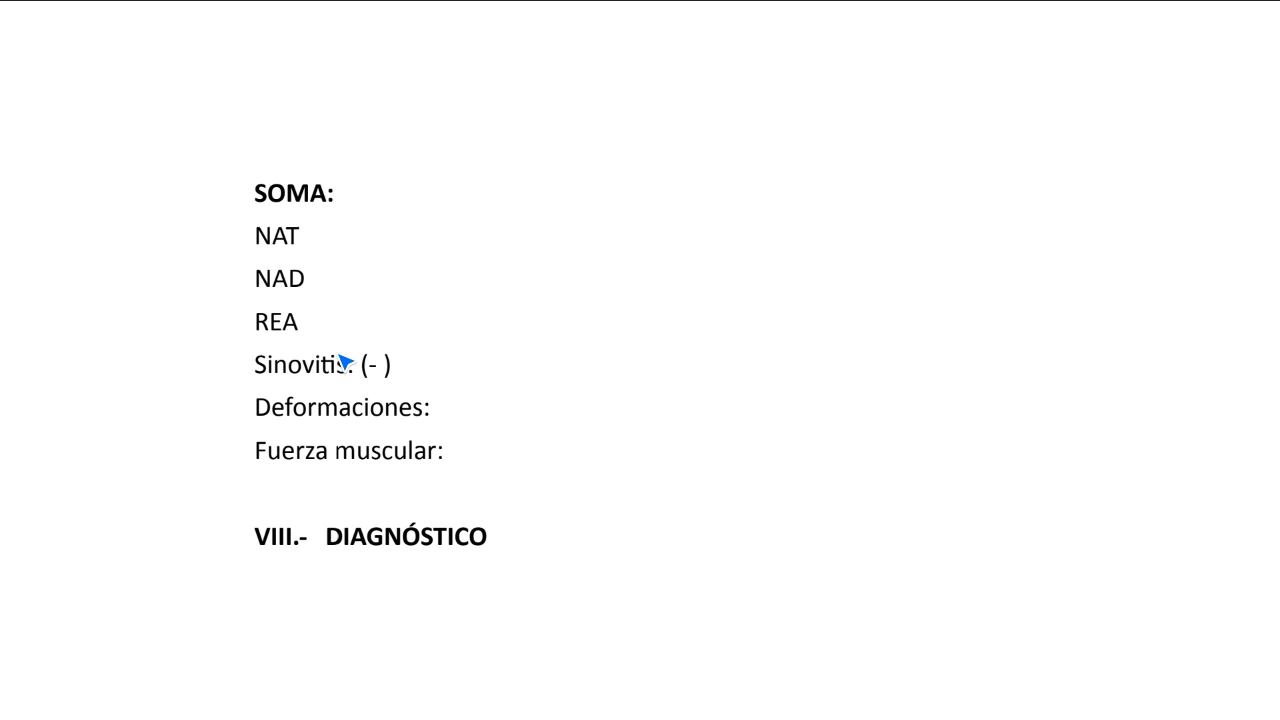 SOMA:
NAT
NAD
REA
Sinovitis: (- )
Deformaciones:
Fuerza muscular:
VIII.- DIAGNÓSTICO